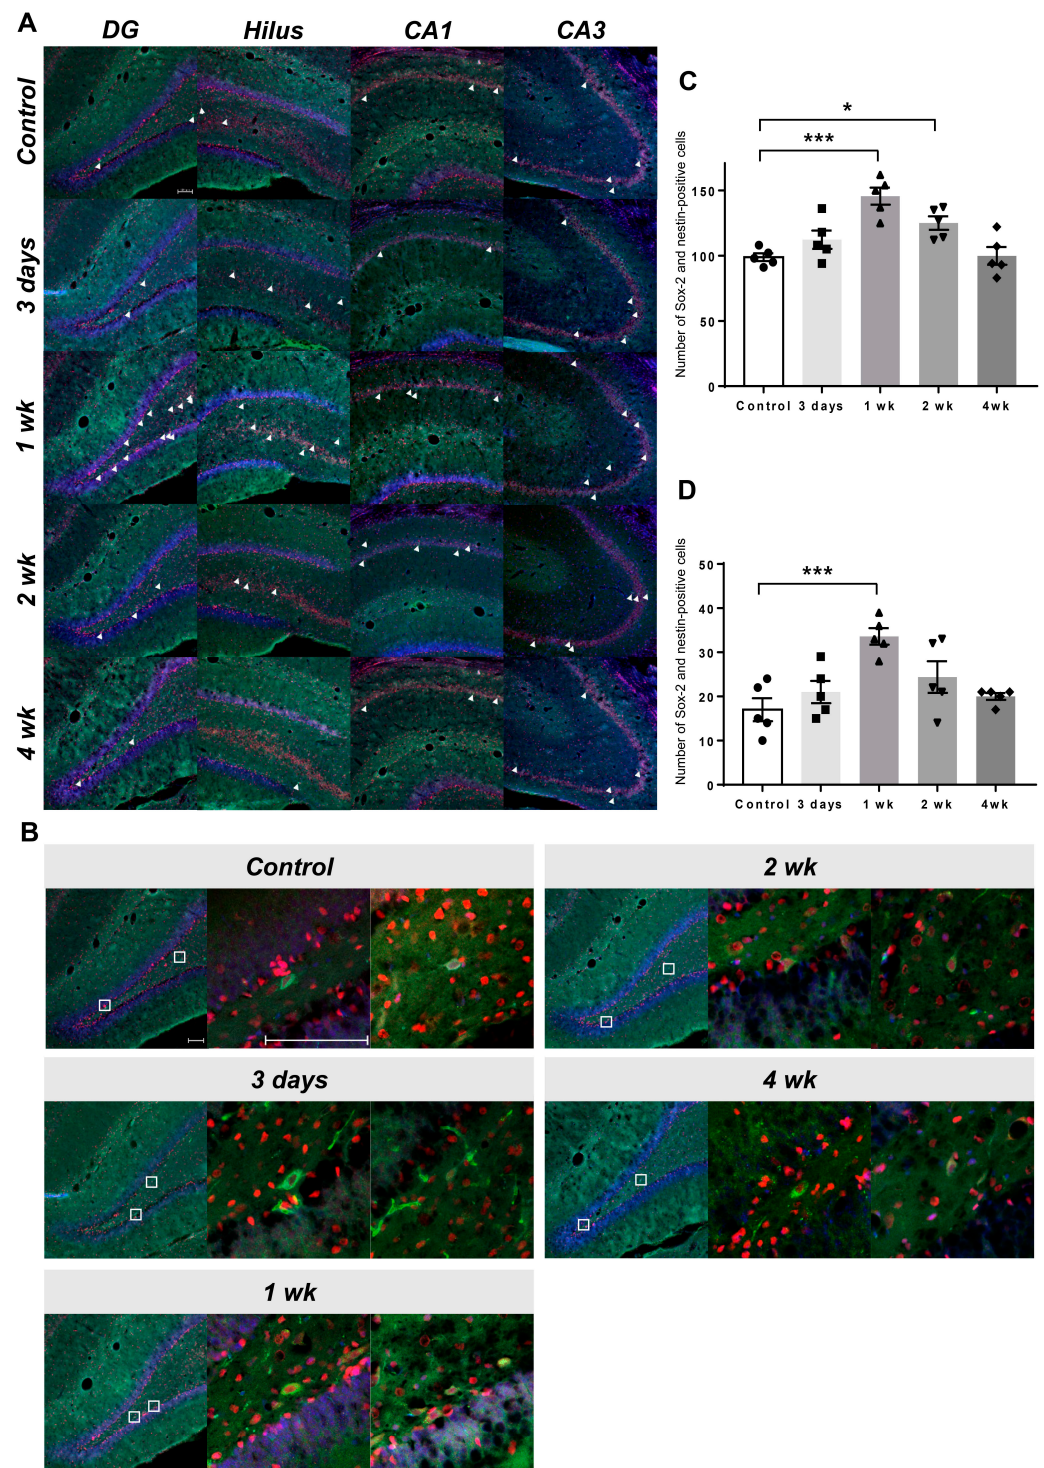 A
DG Hilus CA1 CA3
Control
3 days
1 wk
2 wk
4 wk
C
Number of Sox-2 and nestin-positive cells
* 
***
150
100
50
0
Control 3 days 1 wk 2 wk 4wk
D
Number of Sox-2 and nestin-positive cells
***
50
40
30
20
10
0
Control 3 days 1 wk 2 wk 4wk
B
Control
2 wk
3 days
4 wk
1 wk